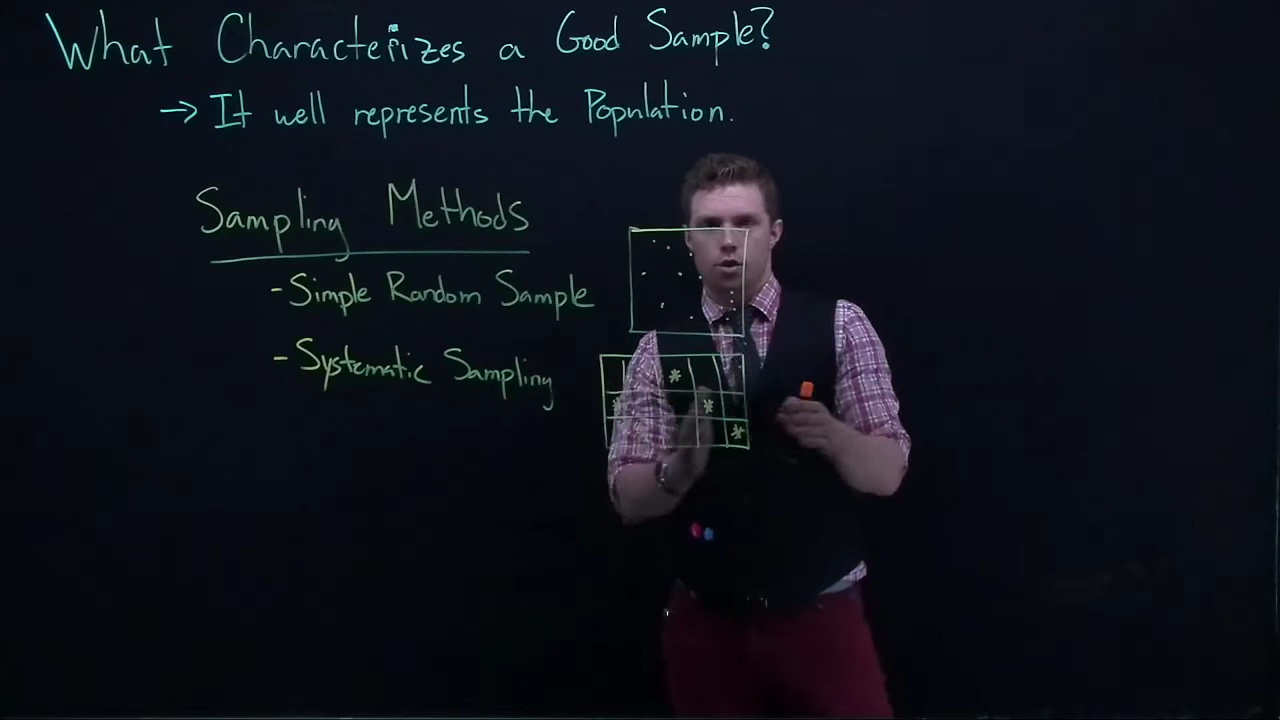 What Characterizes a Good Sample?
→ It well represents the Population.
Sampling Methods
- Simple Random Sample
- Systematic Sampling